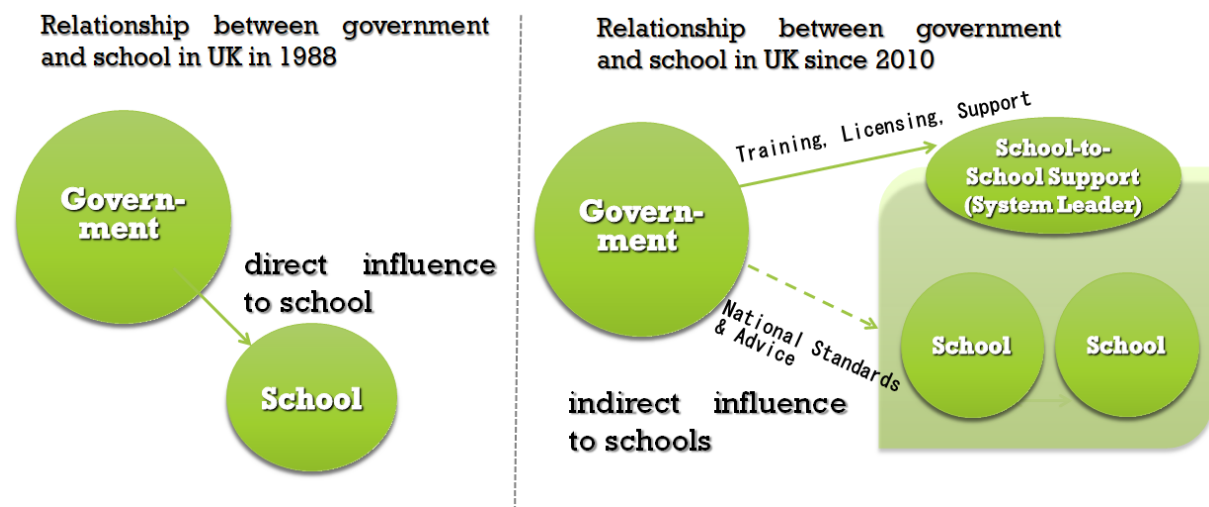 Relationship between government
and school in UK in 1988
Govern-
ment
direct influence
to school
School
Relationship between government
and school in UK since 2010
Govern-
ment
Training, Licensing, Support
School-to-
School Support
(System Leader)
National Standards
& Advice
School
School
indirect influence
to schools